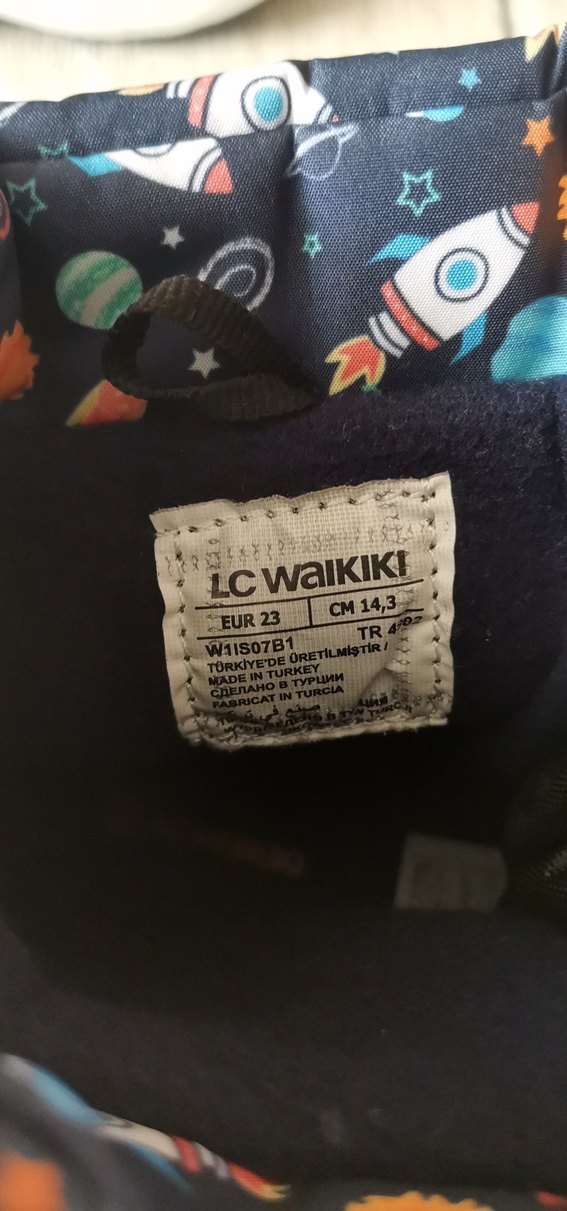 LC WAIKIKI
EUR 23 CM 14,3
W1IS07B1 TR
TÜRKİYE'DE ÜRETİLMİŞTİR /
MADE IN TURKEY
СДЕЛАНО В ТУРЦИИ
FABRICAT IN TURCIA